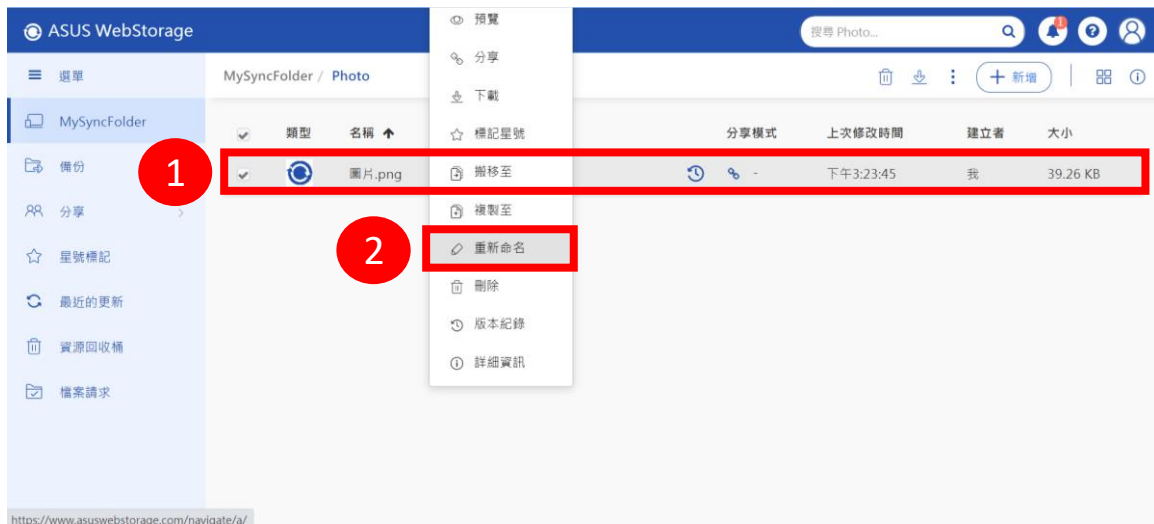 ASUS WebStorage
搜尋 Photo...
1
選單
MySyncFolder
備份
分享
星號標記
最近的更新
資源回收桶
檔案請求
MySyncFolder / Photo
新增
類型 名稱 分享模式 上次修改時間 建立者 大小
1
圖片.png - 下午3:23:45 我 39.26 KB
2
預覽
分享
下載
標記星號
搬移至
複製至
重新命名
刪除
版本紀錄
詳細資訊
https://www.asuswebstorage.com/navigate/a/